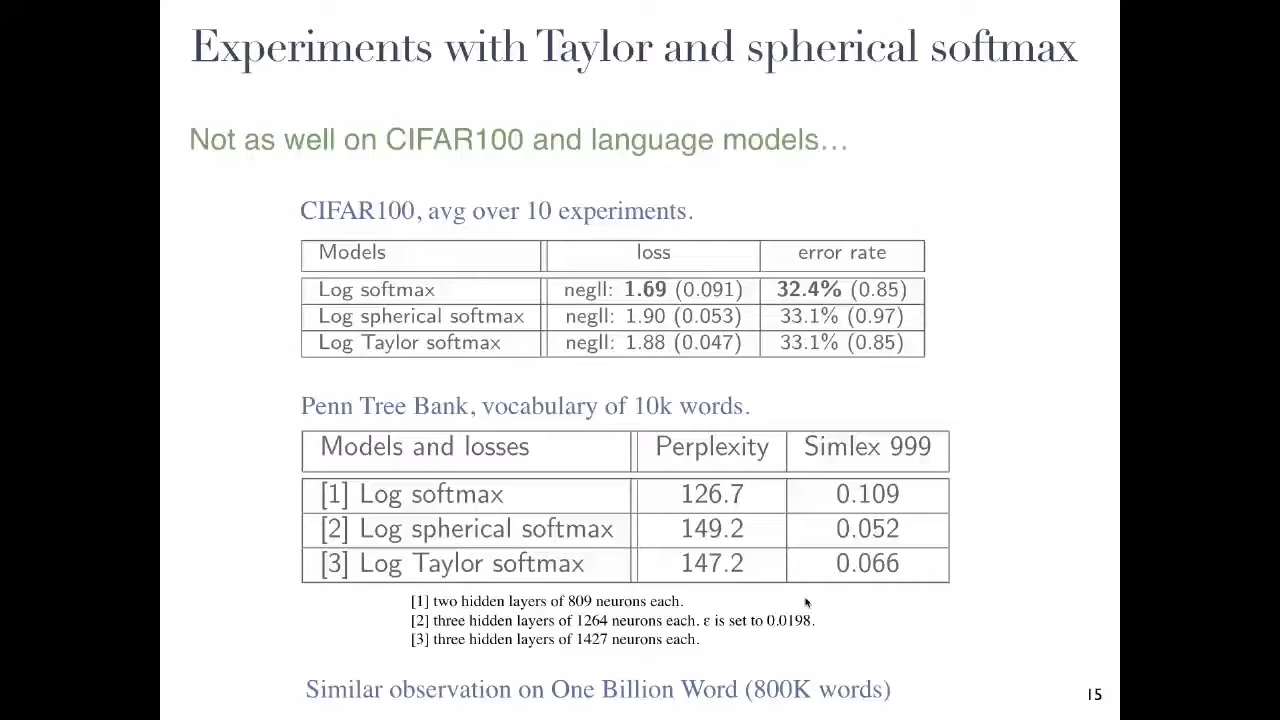 Experiments with Taylor and spherical softmax
Not as well on CIFAR100 and language models…
CIFAR100, avg over 10 experiments.
Models loss error rate
Log softmax negll: 1.69 (0.091) 32.4% (0.85)
Log spherical softmax negll: 1.90 (0.053) 33.1% (0.97)
Log Taylor softmax negll: 1.88 (0.047) 33.1% (0.85)
Penn Tree Bank, vocabulary of 10k words.
Models and losses Perplexity Simlex 999
[1] Log softmax 126.7 0.109
[2] Log spherical softmax 149.2 0.052
[3] Log Taylor softmax 147.2 0.066
[1] two hidden layers of 809 neurons each.
[2] three hidden layers of 1264 neurons each. ε is set to 0.0198.
[3] three hidden layers of 1427 neurons each.
Similar observation on One Billion Word (800K words)
15